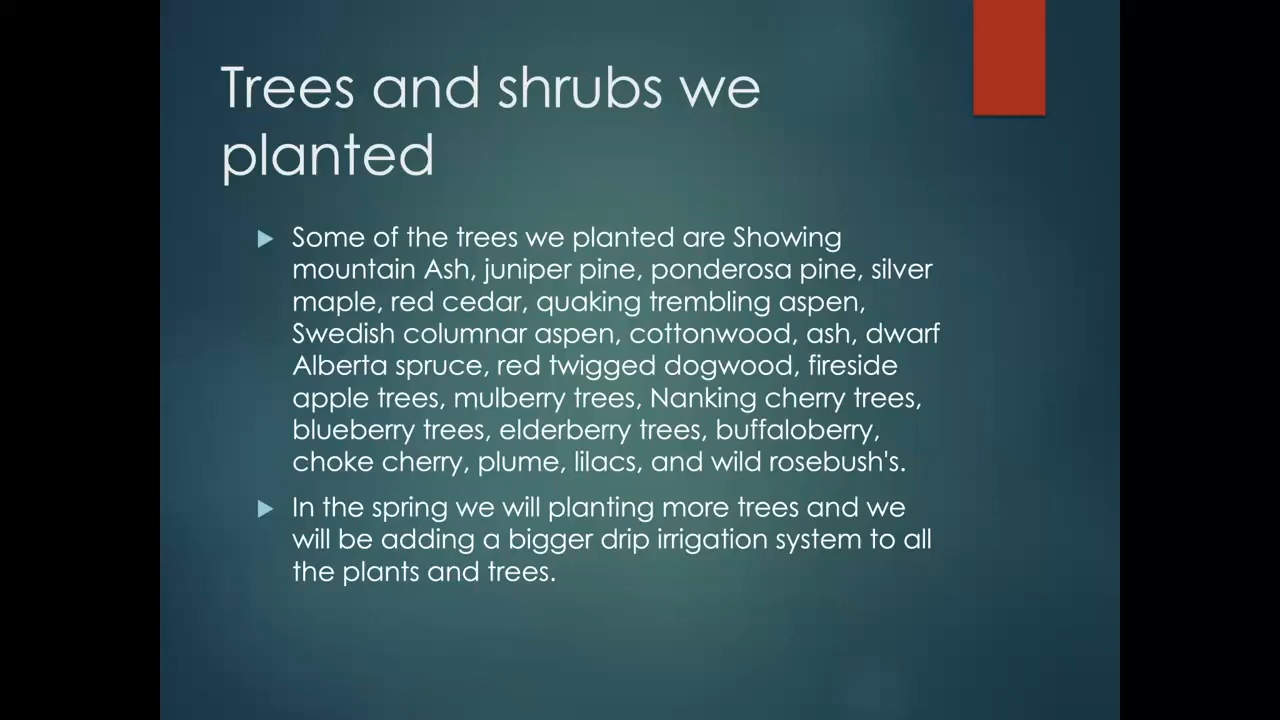 Trees and shrubs we
planted
Some of the trees we planted are Showing
mountain Ash, juniper pine, ponderosa pine, silver
maple, red cedar, quaking trembling aspen,
Swedish columnar aspen, cottonwood, ash, dwarf
Alberta spruce, red twigged dogwood, fireside
apple trees, mulberry trees, Nanking cherry trees,
blueberry trees, elderberry trees, buffaloberry,
choke cherry, plume, lilacs, and wild rosebush's.
In the spring we will planting more trees and we
will be adding a bigger drip irrigation system to all
the plants and trees.